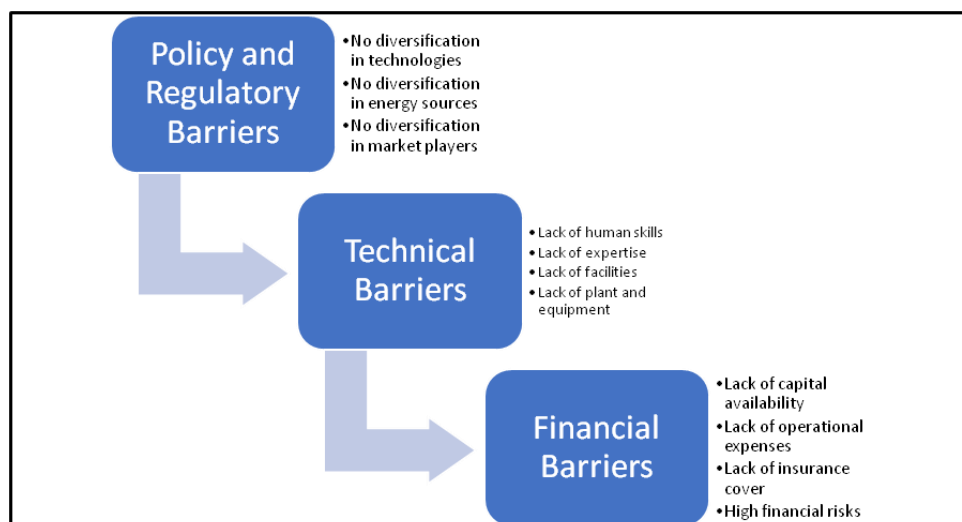 Policy and
Regulatory
Barriers
•No diversification
in technologies
•No diversification
in energy sources
•No diversification
in market players
Technical
Barriers
•Lack of human skills
•Lack of expertise
•Lack of facilities
•Lack of plant and
equipment
Financial
Barriers
•Lack of capital
availability
•Lack of operational
expenses
•Lack of insurance
cover
•High financial risks